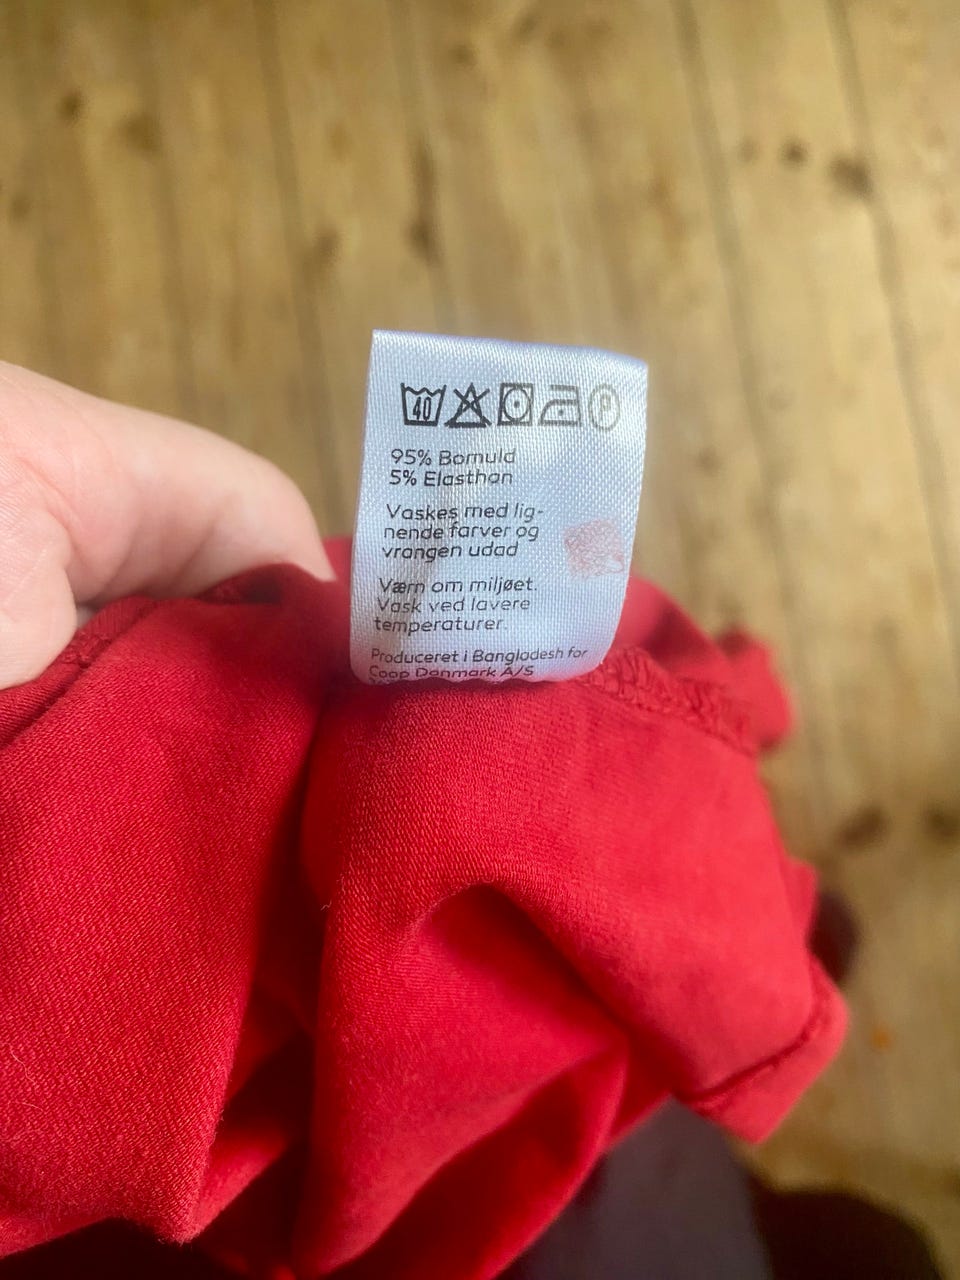 40 P
95% Bomuld
5% Elasthan
Vaskes med lig-
nende farver og
vrangen udad
Værn om miljøet.
Vask ved lavere
temperaturer.
Produceret i Bangladesh for
Coop Danmark A/S